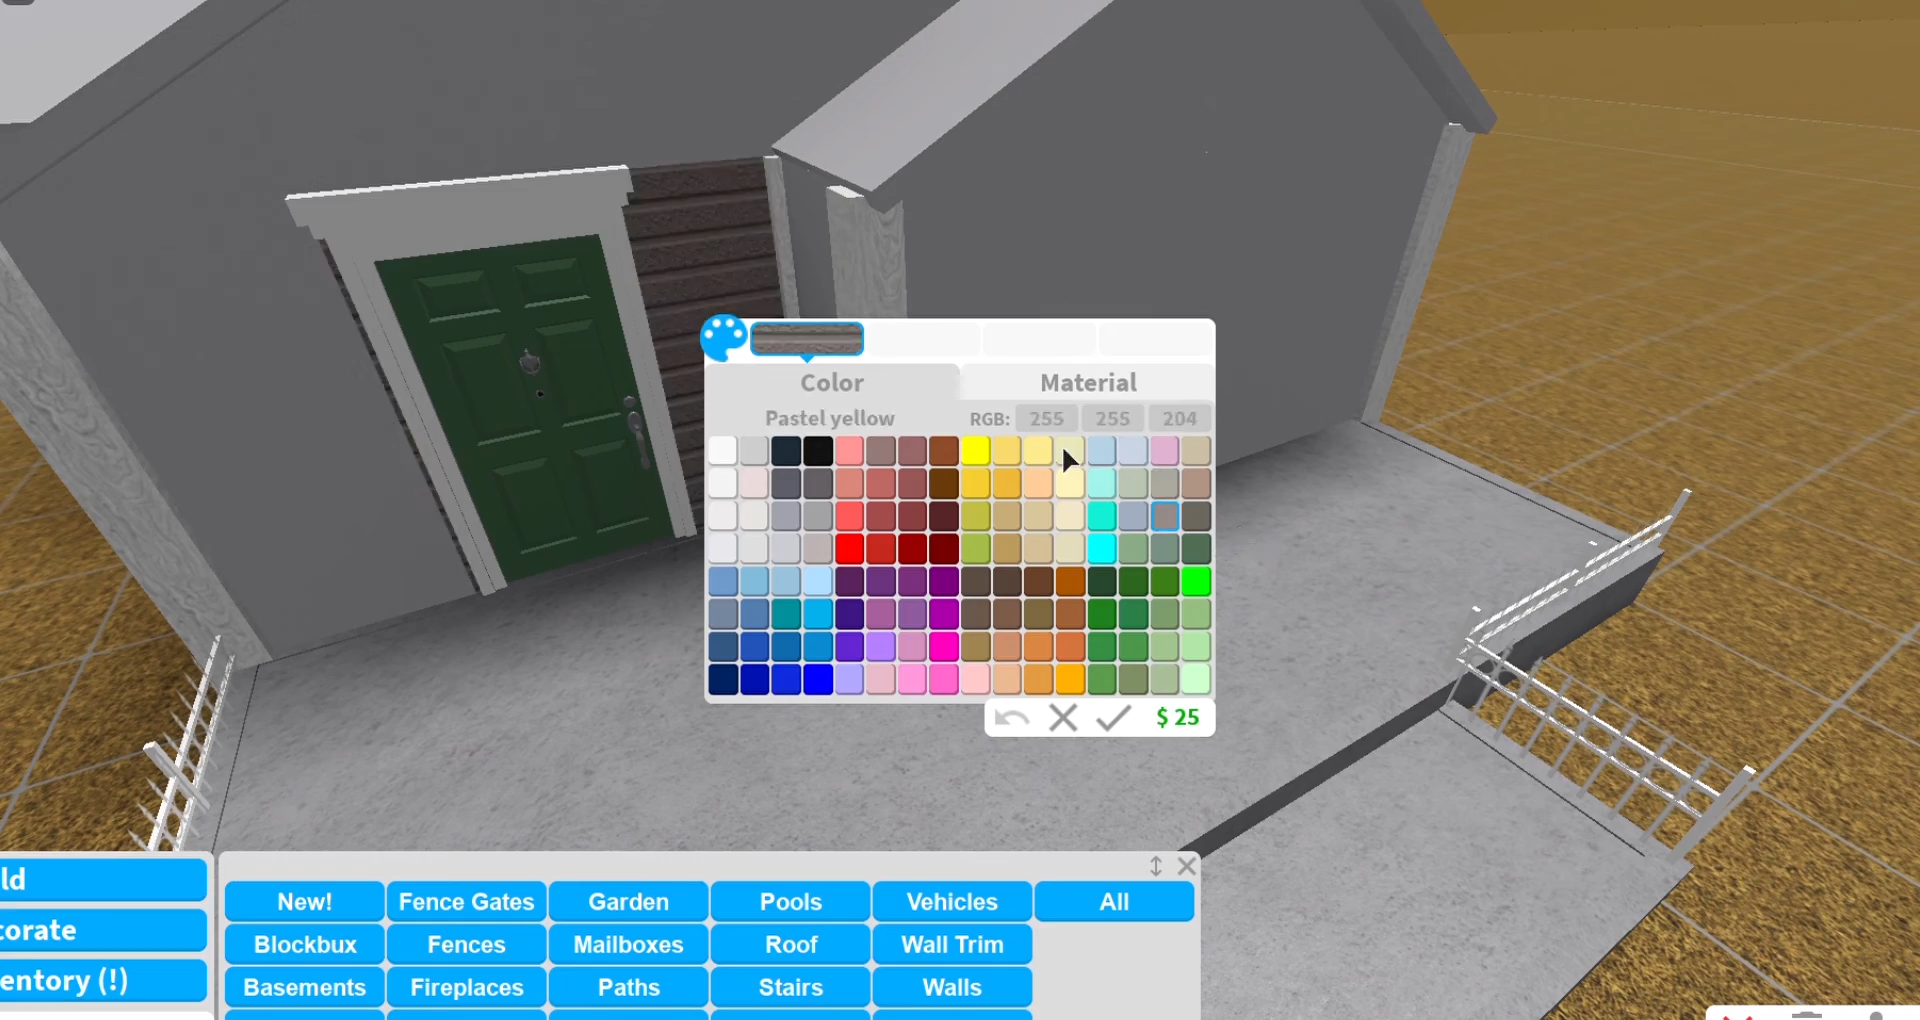 Color Material
Pastel yellow RGB: 255 255 204
$ 25
ld
corate
entory (!)
New! Fence Gates Garden Pools Vehicles All
Blockbux Fences Mailboxes Roof Wall Trim
Basements Fireplaces Paths Stairs Walls